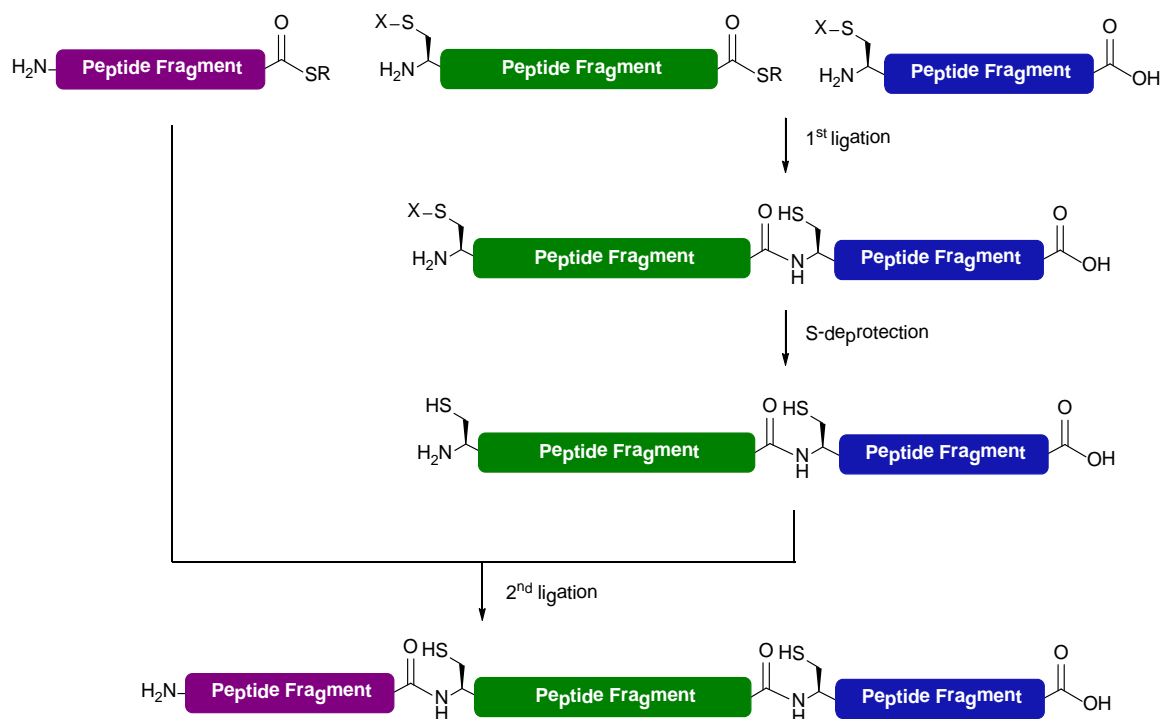 X–S O X–S O
H2N Peptide Fragment SR H2N Peptide Fragment SR H2N Peptide Fragment OH
O
1st ligation
X–S O HS O
H2N Peptide Fragment N H Peptide Fragment OH
S-deprotection
HS O HS O
H2N Peptide Fragment N H Peptide Fragment OH
2nd ligation
O HS O HS O
H2N Peptide Fragment N H Peptide Fragment N H Peptide Fragment OH